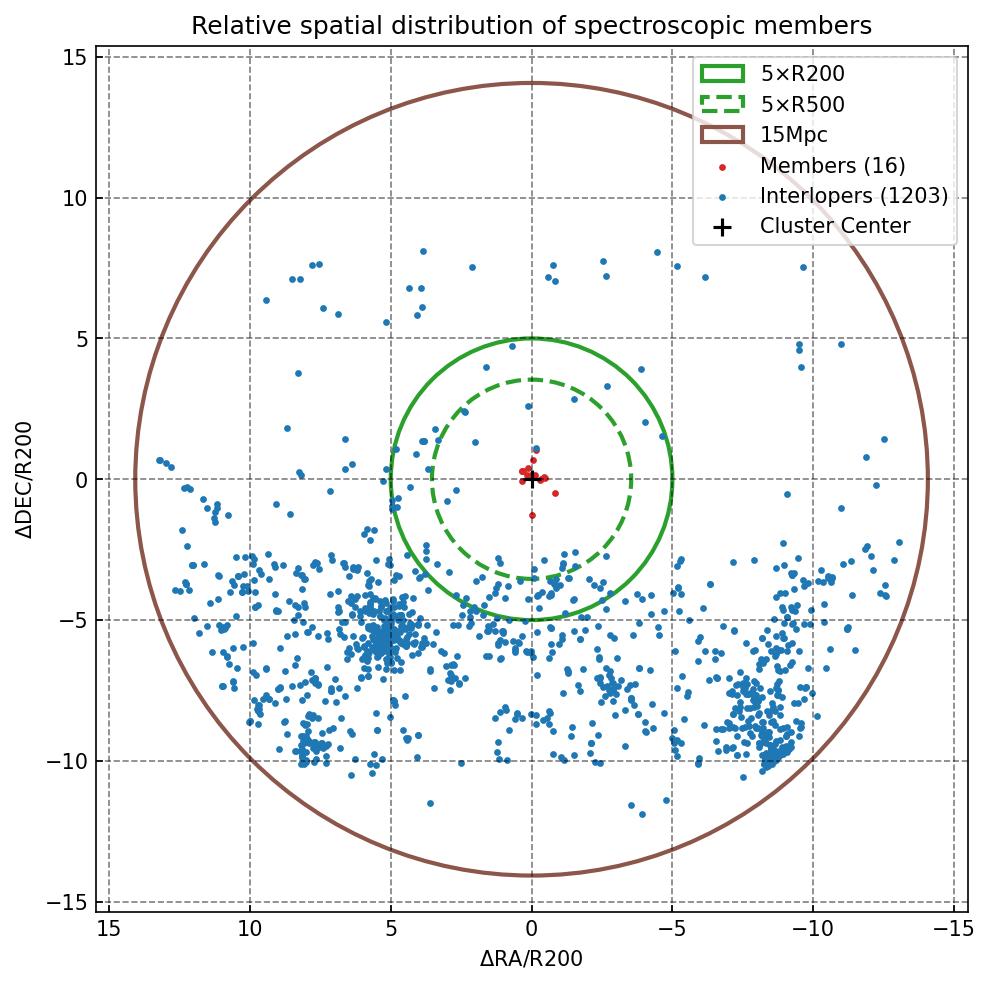 Relative spatial distribution of spectroscopic members
15
10
5
0
−5
−10
−15
ΔDEC/R200
5×R200
5×R500
15Mpc
Members (16)
Interlopers (1203)
Cluster Center
15 10 5 0 −5 −10 −15
ΔRA/R200